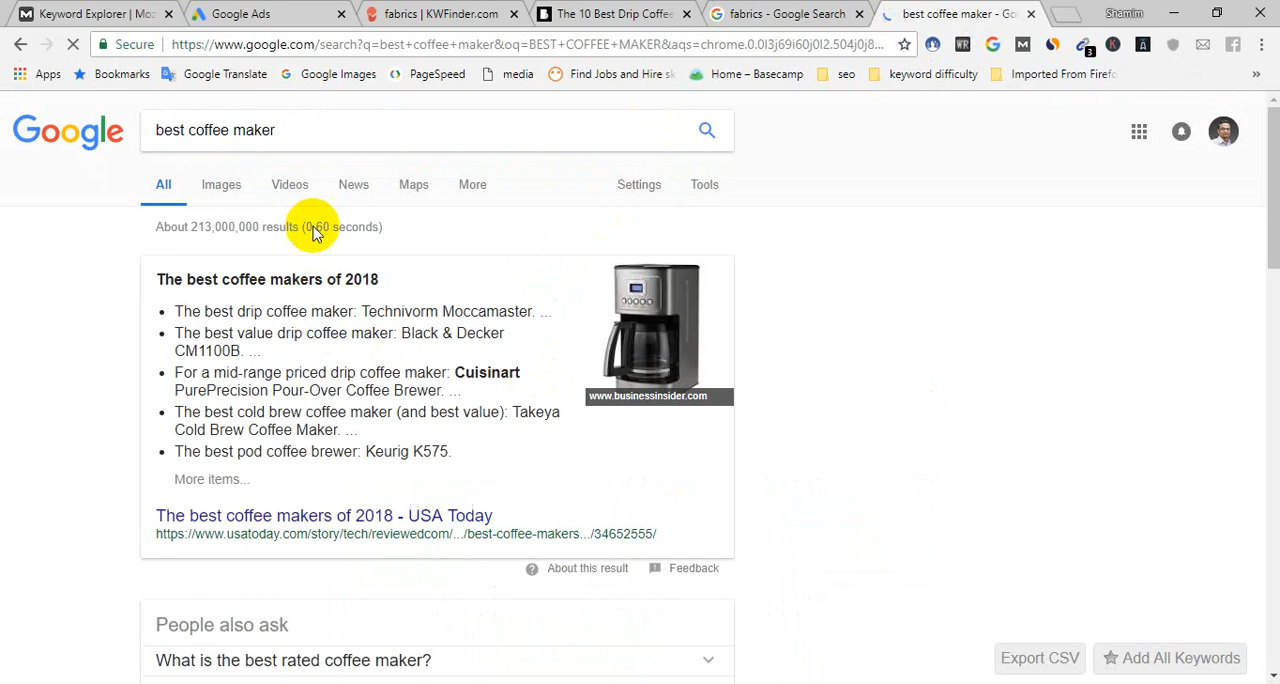 Keyword Explorer | Moz
Google Ads
fabrics | KWFinder.com
The 10 Best Drip Coffee
fabrics - Google Search
best coffee maker - Go
Shamim
Secure
https://www.google.com/search?q=best+coffee+maker&oq=BEST+COFFEE+MAKER&aqs=chrome.0.0l3j69i60j0l2.504j0j8...
Apps
Bookmarks
Google Translate
Google Images
PageSpeed
media
Find Jobs and Hire sk
Home – Basecamp
seo
keyword difficulty
Imported From Firefo
Google
best coffee maker
All
Images
Videos
News
Maps
More
Settings
Tools
About 213,000,000 results (0.60 seconds)
The best coffee makers of 2018
The best drip coffee maker: Technivorm Moccamaster. ...
The best value drip coffee maker: Black & Decker
CM1100B. ...
For a mid-range priced drip coffee maker: Cuisinart
PurePrecision Pour-Over Coffee Brewer. ...
The best cold brew coffee maker (and best value): Takeya
Cold Brew Coffee Maker. ...
The best pod coffee brewer: Keurig K575.
More items...
www.businessinsider.com
The best coffee makers of 2018 - USA Today
https://www.usatoday.com/story/tech/reviewedcom/.../best-coffee-makers.../34652555/
About this result
Feedback
People also ask
What is the best rated coffee maker?
Export CSV
Add All Keywords